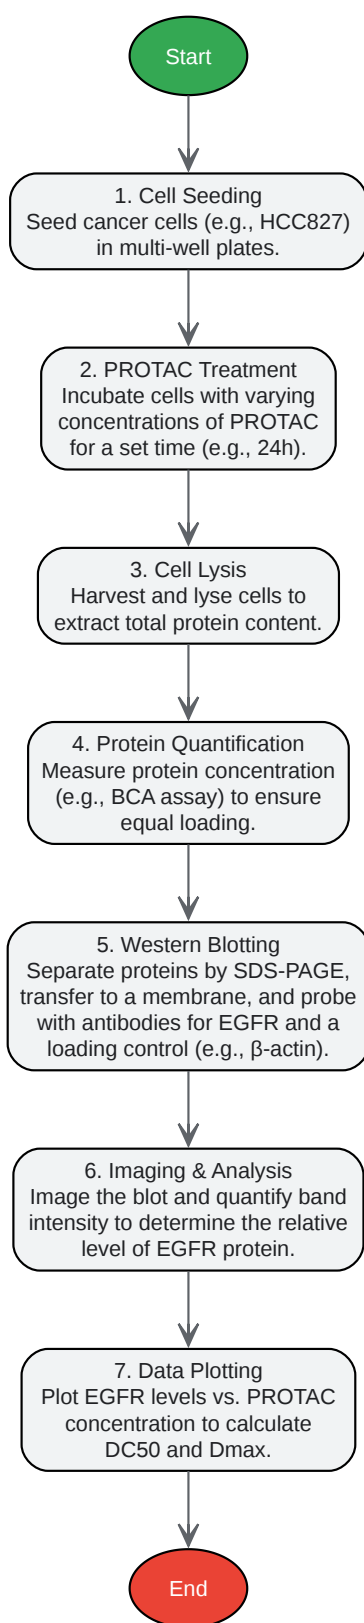 Start
1. Cell Seeding
Seed cancer cells (e.g., HCC827)
in multi-well plates.
2. PROTAC Treatment
Incubate cells with varying
concentrations of PROTAC
for a set time (e.g., 24h).
3. Cell Lysis
Harvest and lyse cells to
extract total protein content.
4. Protein Quantification
Measure protein concentration
(e.g., BCA assay) to ensure
equal loading.
5. Western Blotting
Separate proteins by SDS-PAGE,
transfer to a membrane, and probe
with antibodies for EGFR and a
loading control (e.g., β-actin).
6. Imaging & Analysis
Image the blot and quantify band
intensity to determine the relative
level of EGFR protein.
7. Data Plotting
Plot EGFR levels vs. PROTAC
concentration to calculate
DC50 and Dmax.
End